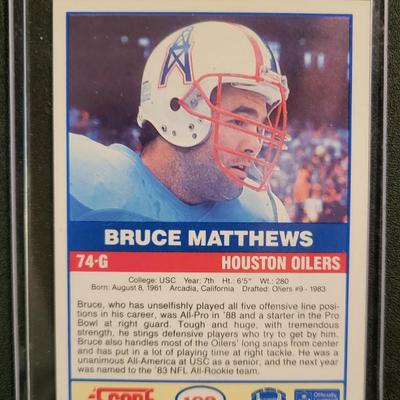 BRUCE MATTHEWS
74-G HOUSTON OILERS
College: USC Year: 7th Ht.: 6'5" Wt.: 280
Born: August 8, 1961 Arcadia, California Drafted: Oilers #9 - 1983
Bruce, who has unselfishly played all five offensive line posi-
tions in his career, was All-Pro in '88 and a starter in the Pro
Bowl at right guard. Tough and huge, with tremendous
strength, he stings defensive players who try to get by him.
Bruce also handles most of the Oilers' long snaps from center
and has put in a lot of playing time at right tackle. He was a
unanimous All-America at USC as a senior, and the next year
was named to the '83 NFL All-Rookie team.
SCORE
Officially